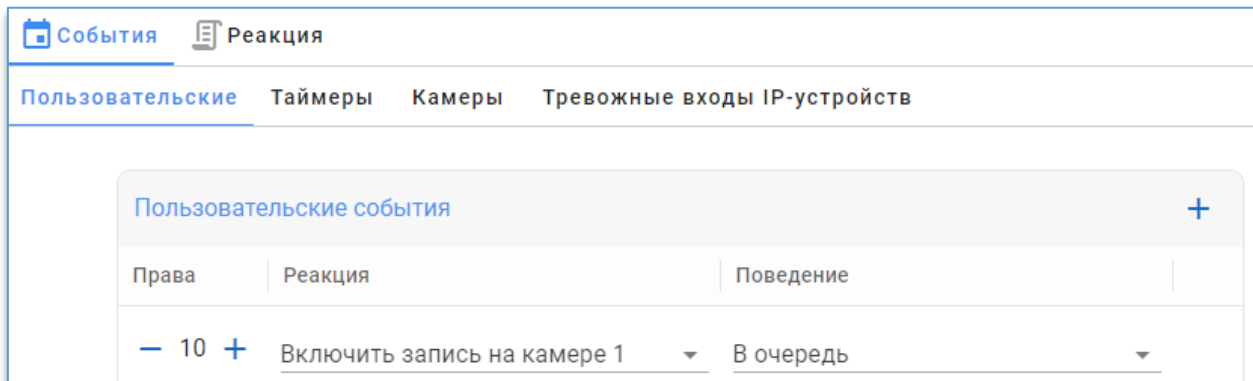 События Реакция
Пользовательские Таймеры Камеры Тревожные входы IP-устройств
Пользовательские события +
Права Реакция Поведение
− 10 + Включить запись на камере 1 В очередь